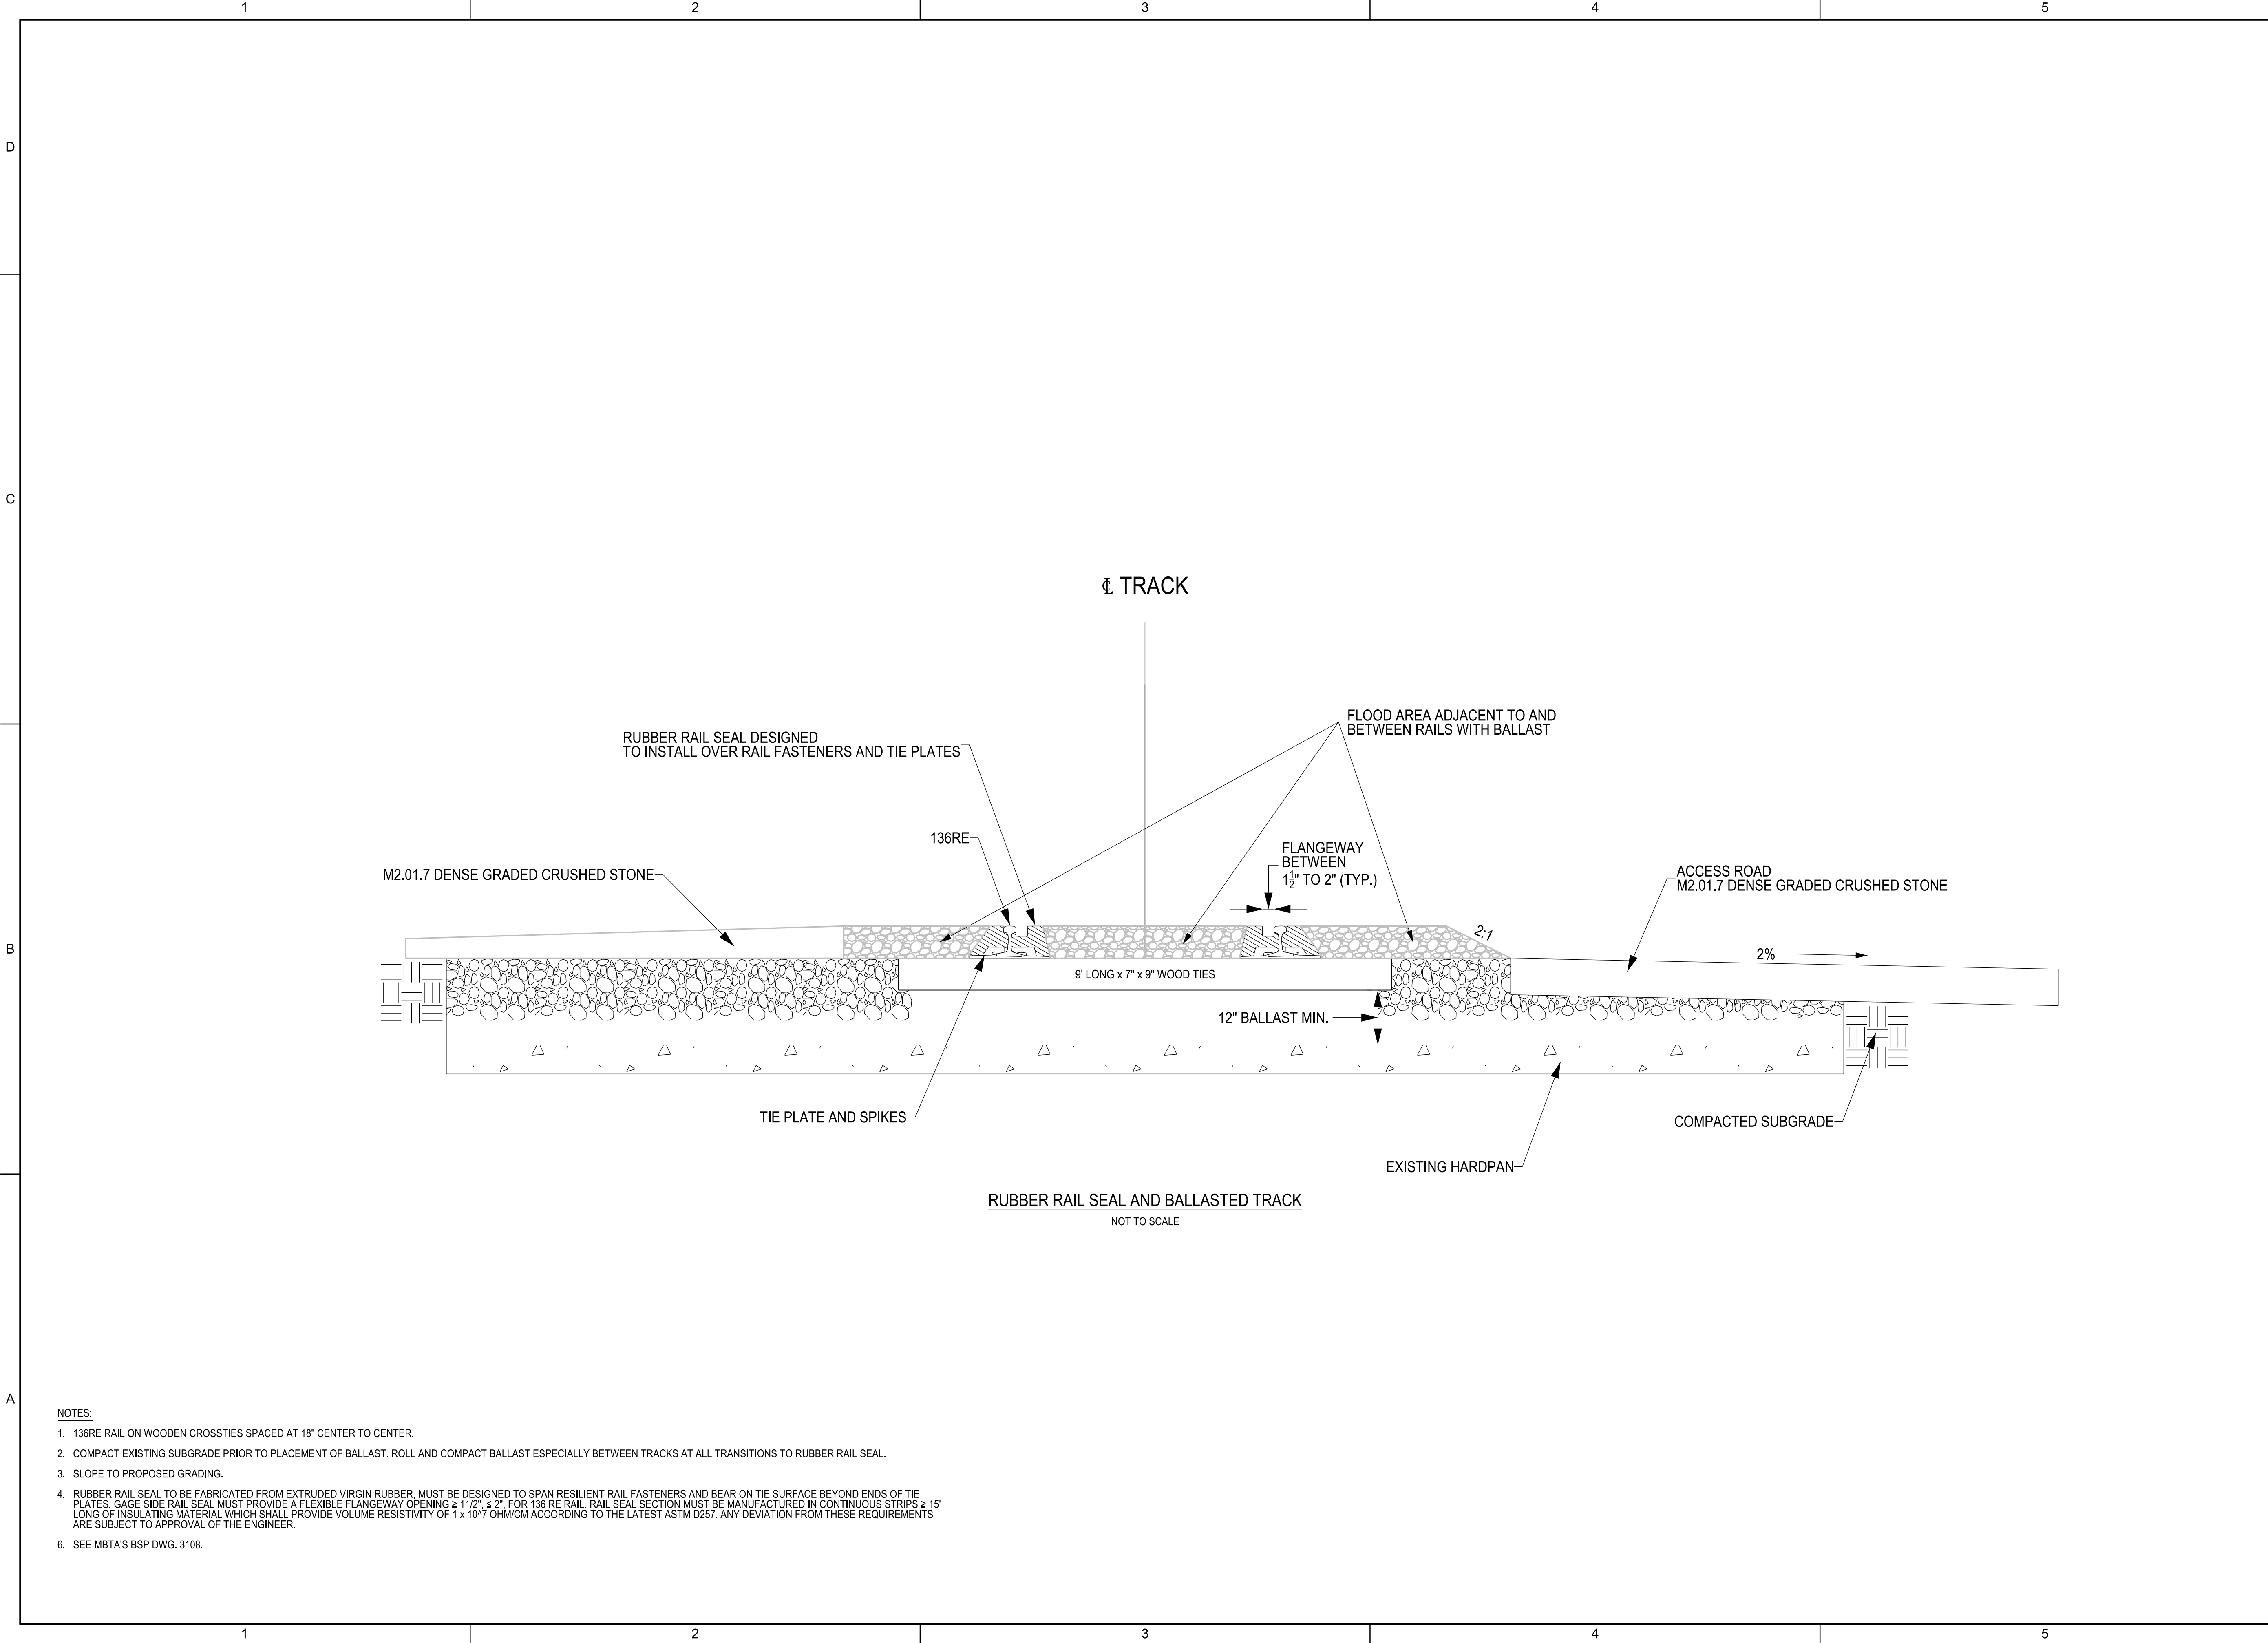 1 2 3 4 5
D
C
B
A
℄ TRACK
FLOOD AREA ADJACENT TO AND
BETWEEN RAILS WITH BALLAST
RUBBER RAIL SEAL DESIGNED
TO INSTALL OVER RAIL FASTENERS AND TIE PLATES
136RE
FLANGEWAY
BETWEEN
1 1/2" TO 2" (TYP.)
M2.01.7 DENSE GRADED CRUSHED STONE
ACCESS ROAD
M2.01.7 DENSE GRADED CRUSHED STONE
2:1
2%
9' LONG x 7" x 9" WOOD TIES
12" BALLAST MIN.
TIE PLATE AND SPIKES
COMPACTED SUBGRADE
EXISTING HARDPAN
RUBBER RAIL SEAL AND BALLASTED TRACK
NOT TO SCALE
NOTES:
1. 136RE RAIL ON WOODEN CROSSTIES SPACED AT 18" CENTER TO CENTER.
2. COMPACT EXISTING SUBGRADE PRIOR TO PLACEMENT OF BALLAST. ROLL AND COMPACT BALLAST ESPECIALLY BETWEEN TRACKS AT ALL TRANSITIONS TO RUBBER RAIL SEAL.
3. SLOPE TO PROPOSED GRADING.
4. RUBBER RAIL SEAL TO BE FABRICATED FROM EXTRUDED VIRGIN RUBBER, MUST BE DESIGNED TO SPAN RESILIENT RAIL FASTENERS AND BEAR ON TIE SURFACE BEYOND ENDS OF TIE
PLATES. GAGE SIDE RAIL SEAL MUST PROVIDE A FLEXIBLE FLANGEWAY OPENING ≥ 11/2", ≤ 2", FOR 136 RE RAIL. RAIL SEAL SECTION MUST BE MANUFACTURED IN CONTINUOUS STRIPS ≥ 15'
LONG OF INSULATING MATERIAL WHICH SHALL PROVIDE VOLUME RESISTIVITY OF 1 x 10^7 OHM/CM ACCORDING TO THE LATEST ASTM D257. ANY DEVIATION FROM THESE REQUIREMENTS
ARE SUBJECT TO APPROVAL OF THE ENGINEER.
6. SEE MBTA'S BSP DWG. 3108.
1 2 3 4 5